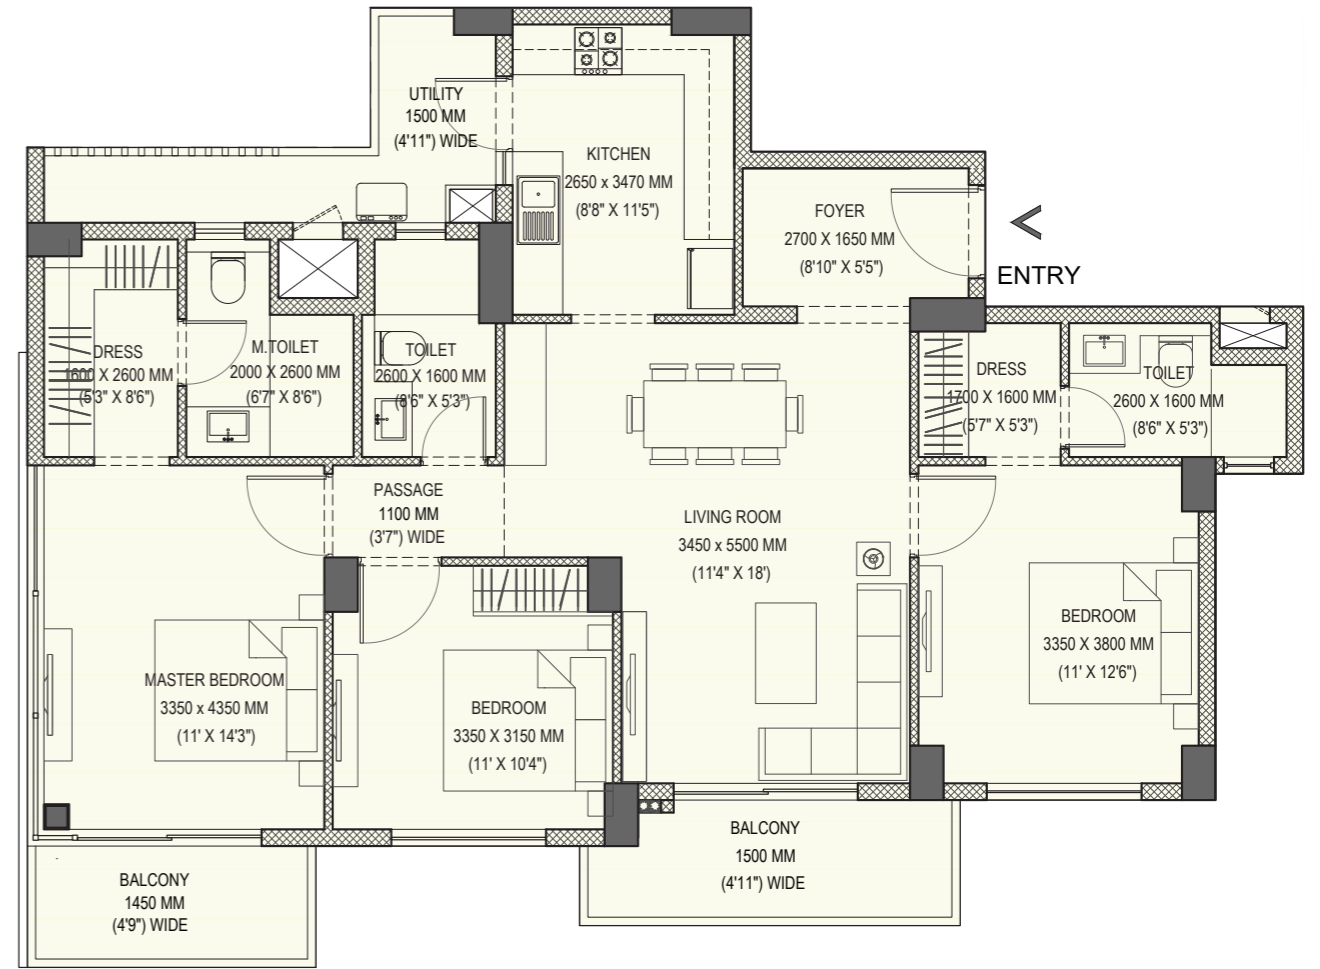 UTILITY
1500 MM
(4'11") WIDE
KITCHEN
2650 x 3470 MM
(8'8" X 11'5")
FOYER
2700 X 1650 MM
(8'10" X 5'5")
ENTRY
DRESS
1600 X 2600 MM
(5'3" X 8'6")
M.TOILET
2000 X 2600 MM
(6'7" X 8'6")
TOILET
2600 X 1600 MM
(8'6" X 5'3")
DRESS
1700 X 1600 MM
(5'7" X 5'3")
TOILET
2600 X 1600 MM
(8'6" X 5'3")
PASSAGE
1100 MM
(3'7") WIDE
LIVING ROOM
3450 x 5500 MM
(11'4" X 18')
MASTER BEDROOM
3350 x 4350 MM
(11' X 14'3")
BEDROOM
3350 X 3150 MM
(11' X 10'4")
BEDROOM
3350 X 3800 MM
(11' X 12'6")
BALCONY
1500 MM
(4'11") WIDE
BALCONY
1450 MM
(4'9") WIDE